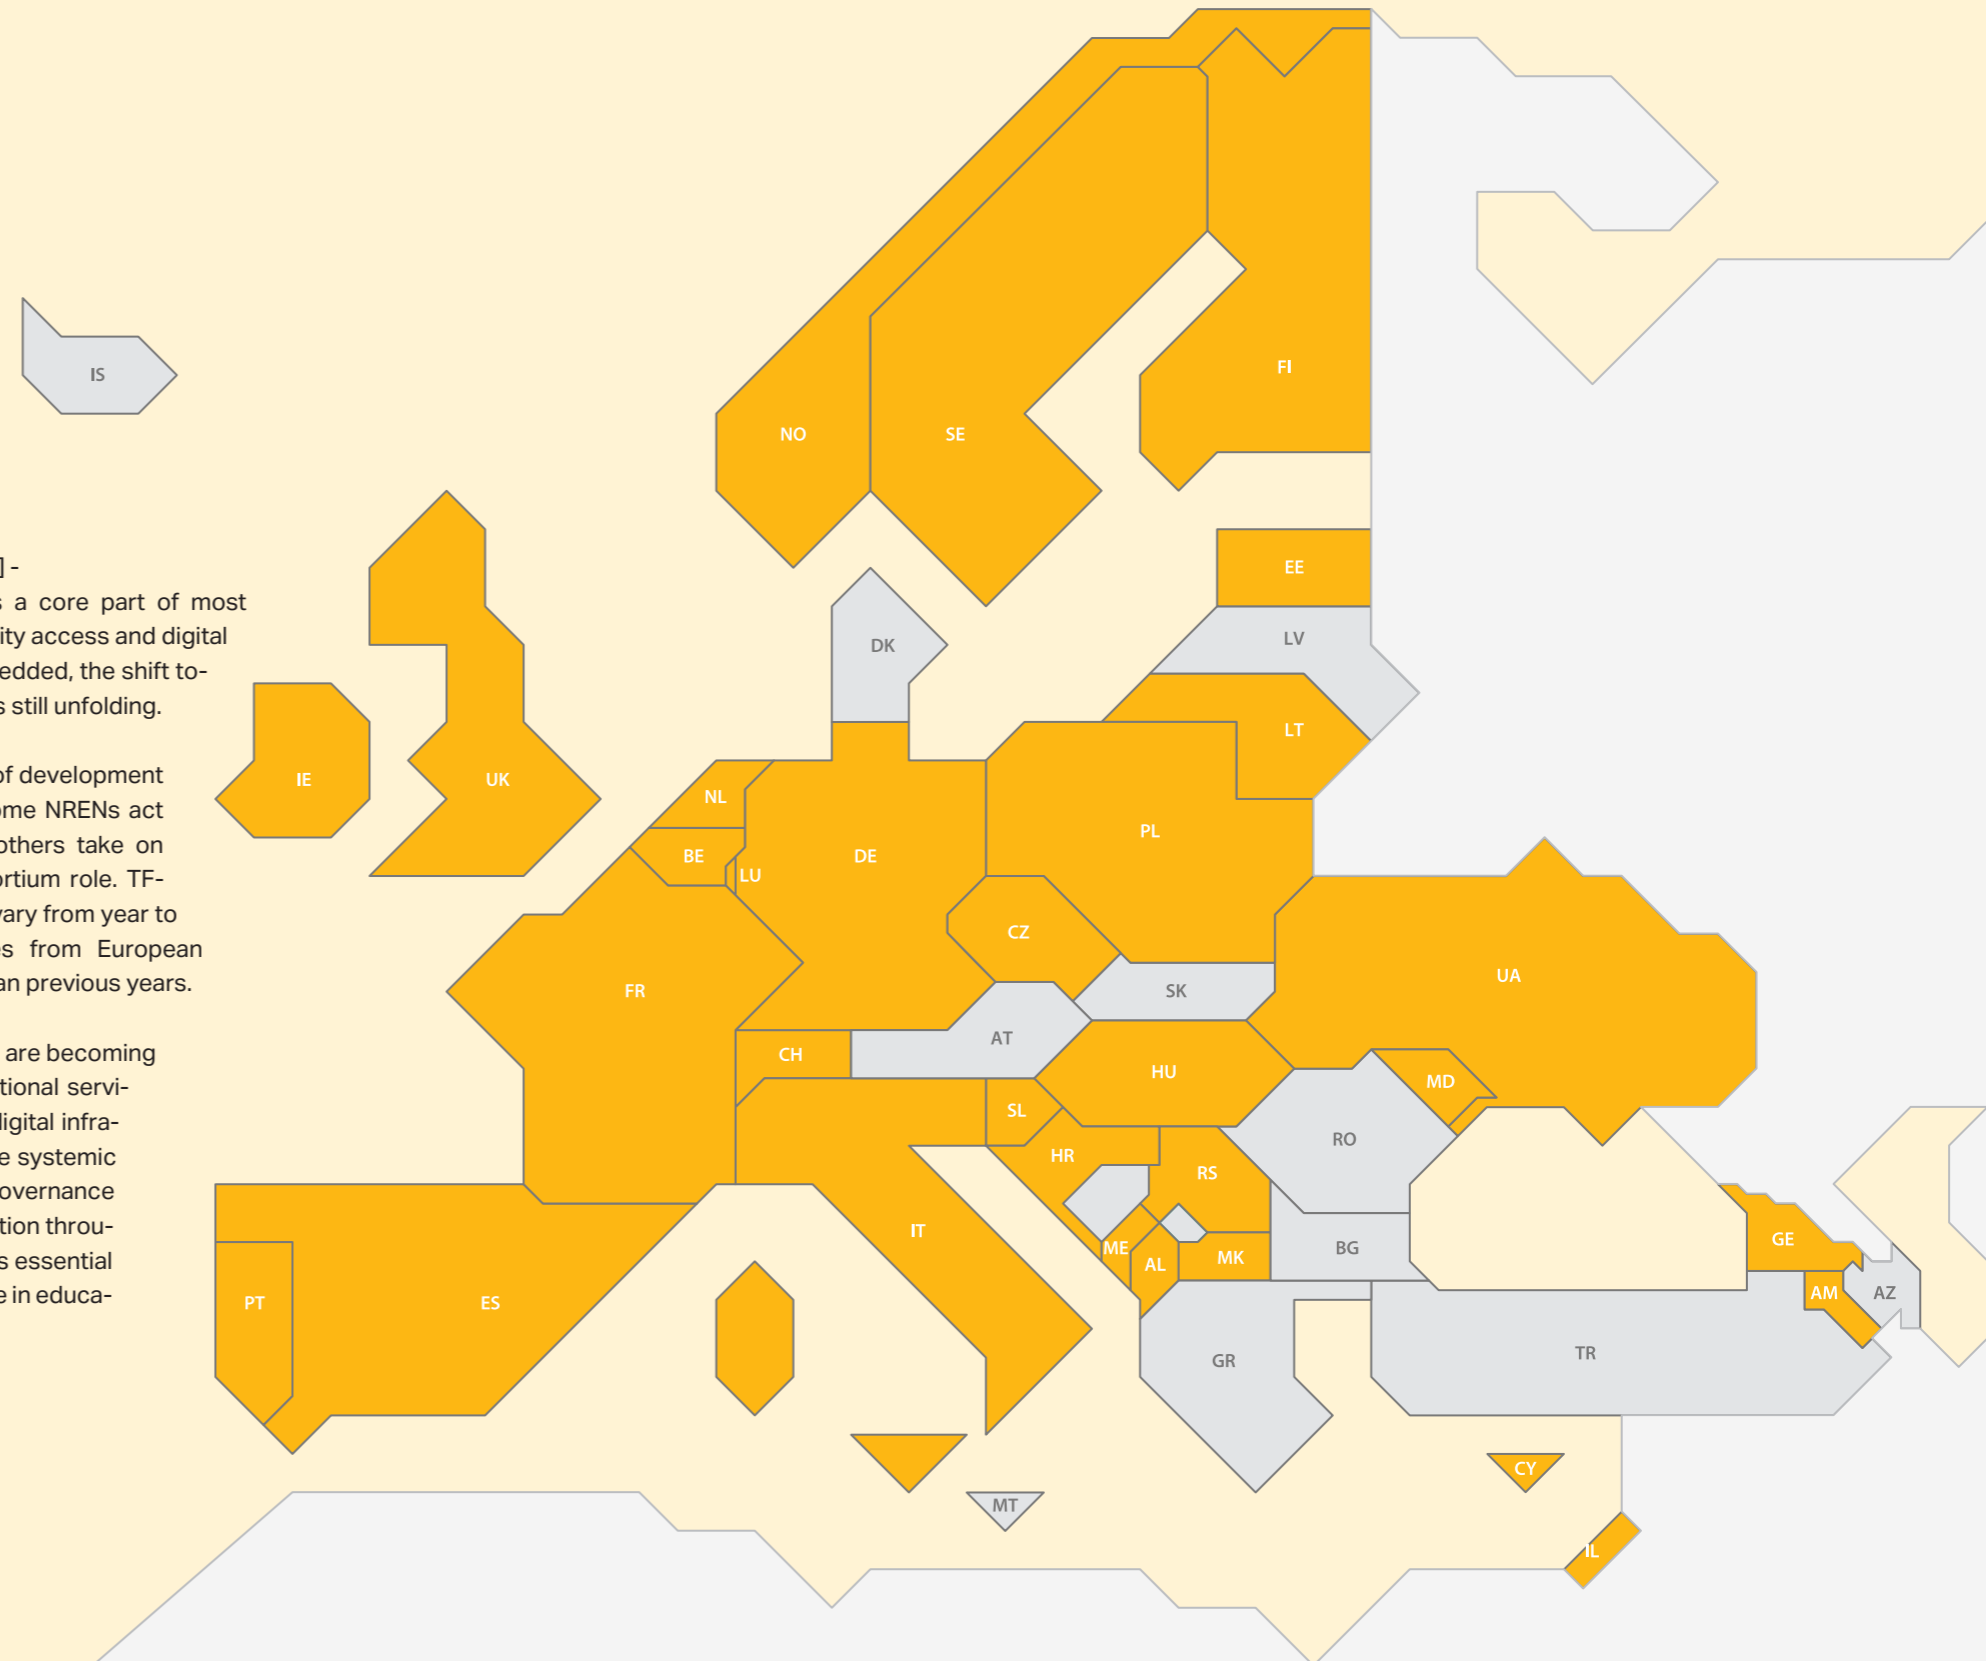 ] -
s a core part of most
ity access and digital
edded, the shift to-
s still unfolding.
of development
ome NRENs act
others take on
ortium role. TF-
vary from year to
es from European
an previous years.
are becoming
tional servi-
digital infra-
e systemic
overnance
tion throu-
s essential
e in educa-
IS
NO
SE
FI
EE
DK
LV
LT
IE
UK
NL
PL
BE
DE
LU
CZ
UA
FR
SK
AT
CH
HU
MD
SL
RO
HR
RS
IT
GE
ME
BG
MK
AL
AM
AZ
PT
ES
TR
GR
CY
MT
IL